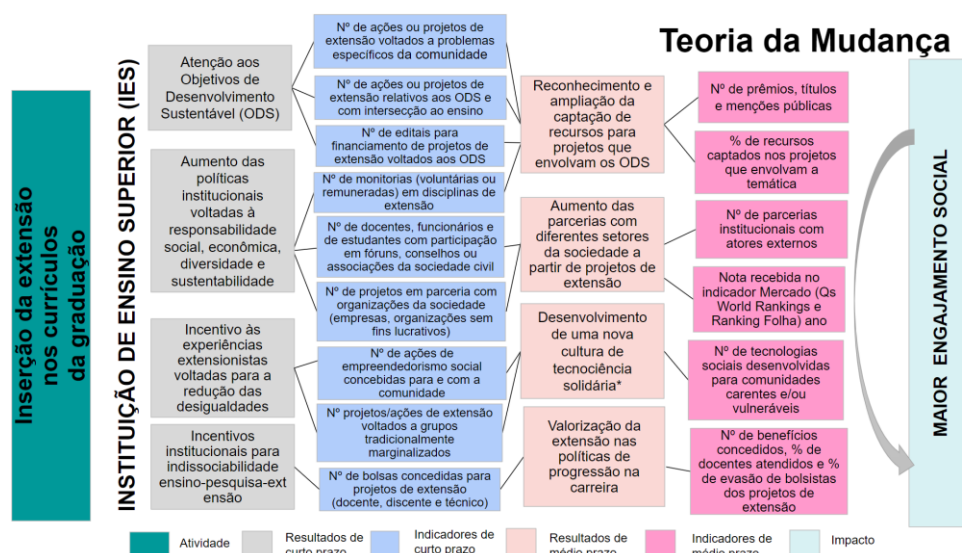 Teoria da Mudança
Inserção da extensão
nos currículos
da graduação
INSTITUIÇÃO DE ENSINO SUPERIOR (IES)
Atenção aos
Objetivos de
Desenvolvimento
Sustentável (ODS)
Aumento das
políticas
institucionais
voltadas à
responsabilidade
social, econômica,
diversidade e
sustentabilidade
Incentivo às
experiências
extensionistas
voltadas para a
redução das
desigualdades
Incentivos
institucionais para
indissociabilidade
ensino-pesquisa-ext
ensão
Nº de ações ou projetos de
extensão voltados a problemas
específicos da comunidade
Nº de ações ou projetos de
extensão relativos aos ODS e
com intersecção ao ensino
Nº de editais para
financiamento de projetos de
extensão voltados aos ODS
Nº de monitorias (voluntárias ou
remuneradas) em disciplinas de
extensão
Nº de docentes, funcionários e
de estudantes com participação
em fóruns, conselhos ou
associações da sociedade civil
Nº de projetos em parceria com
organizações da sociedade
(empresas, organizações sem
fins lucrativos)
Nº de ações de
empreendedorismo social
concebidas para e com a
comunidade
Nº projetos/ações de extensão
voltados a grupos
tradicionalmente
marginalizados
Nº de bolsas concedidas para
projetos de extensão
(docente, discente e técnico)
Reconhecimento e
ampliação da
captação de
recursos para
projetos que
envolvam os ODS
Aumento das
parcerias com
diferentes setores
da sociedade a
partir de projetos de
extensão
Desenvolvimento
de uma nova
cultura de
tecnociência
solidária*
Valorização da
extensão nas
políticas de
progressão na
carreira
Nº de prêmios, títulos
e menções públicas
% de recursos
captados nos projetos
que envolvam a
temática
Nº de parcerias
institucionais com
atores externos
Nota recebida no
indicador Mercado (Qs
World Rankings e
Ranking Folha) ano
Nº de tecnologias
sociais desenvolvidas
para comunidades
carentes e/ou
vulneráveis
Nº de benefícios
concedidos, % de
docentes atendidos e %
de evasão de bolsistas
dos projetos de
extensão
MAIOR ENGAJAMENTO SOCIAL
Atividade
Resultados de
curto prazo
Indicadores de
curto prazo
Resultados de
médio prazo
Indicadores de
médio prazo
Impacto